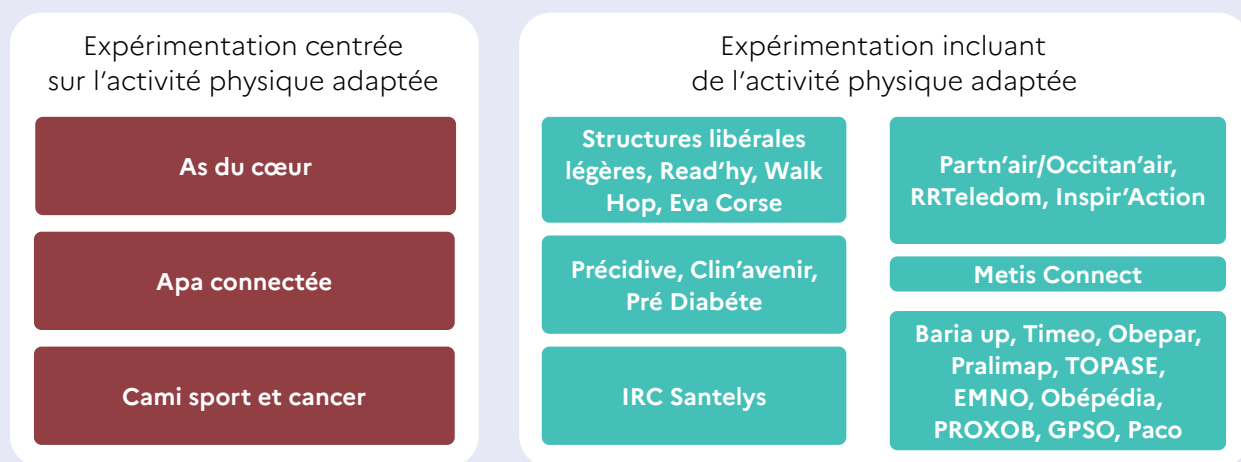 Expérimentation centrée
sur l'activité physique adaptée
As du cœur
Apa connectée
Cami sport et cancer
Expérimentation incluant
de l'activité physique adaptée
Structures libérales
légères, Read'hy, Walk
Hop, Eva Corse
Précidive, Clin'avenir,
Pré Diabéte
IRC Santelys
Partn'air/Occitan'air,
RRTeledom, Inspir'Action
Metis Connect
Baria up, Timeo, Obepar,
Pralimap, TOPASE,
EMNO, Obépédia,
PROXOB, GPSO, Paco